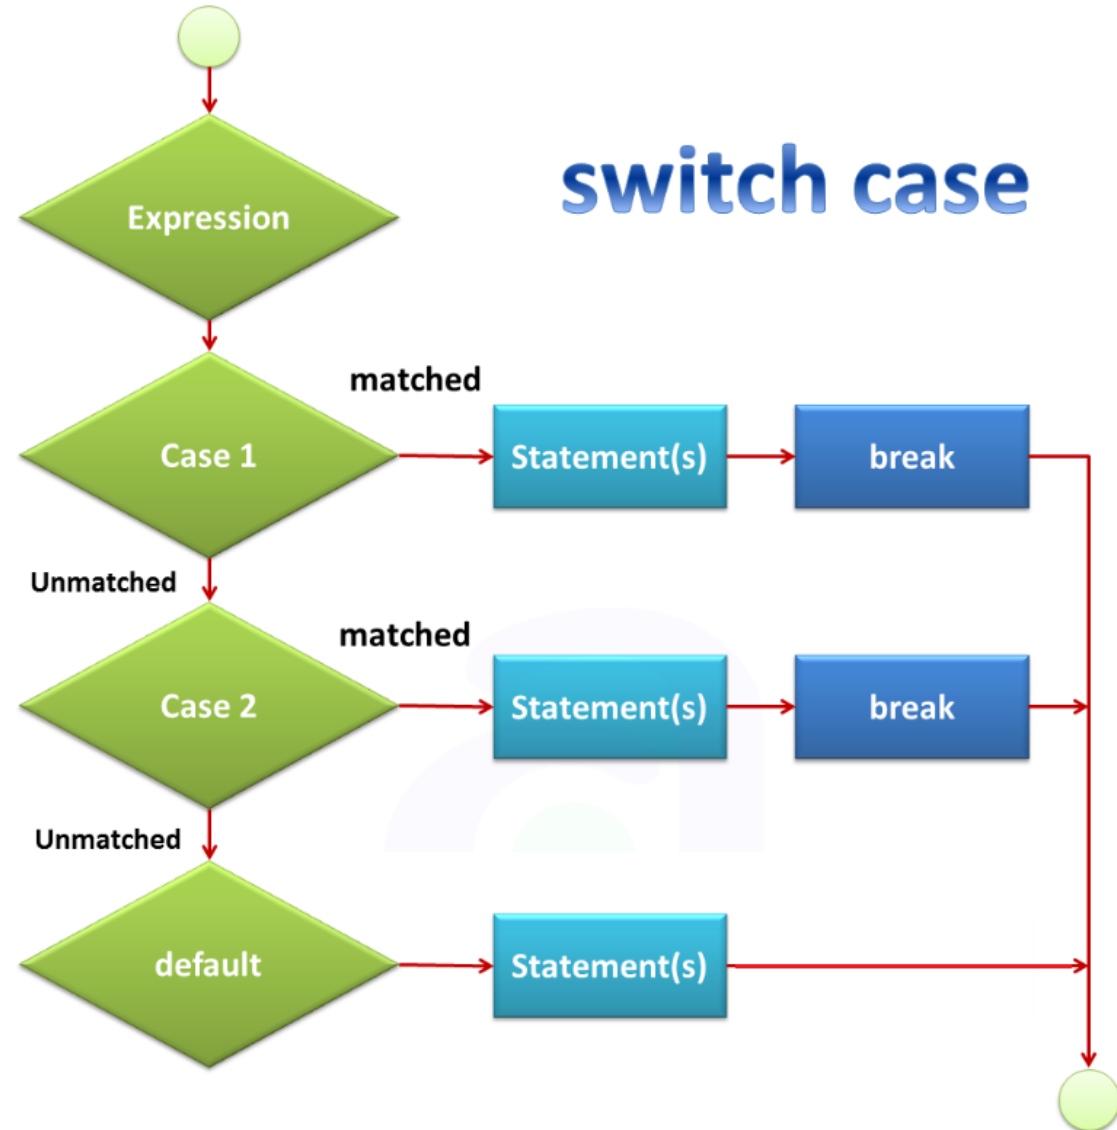 switch case
Expression
matched
Case 1
Statement(s)
break
Unmatched
matched
Case 2
Statement(s)
break
Unmatched
default
Statement(s)